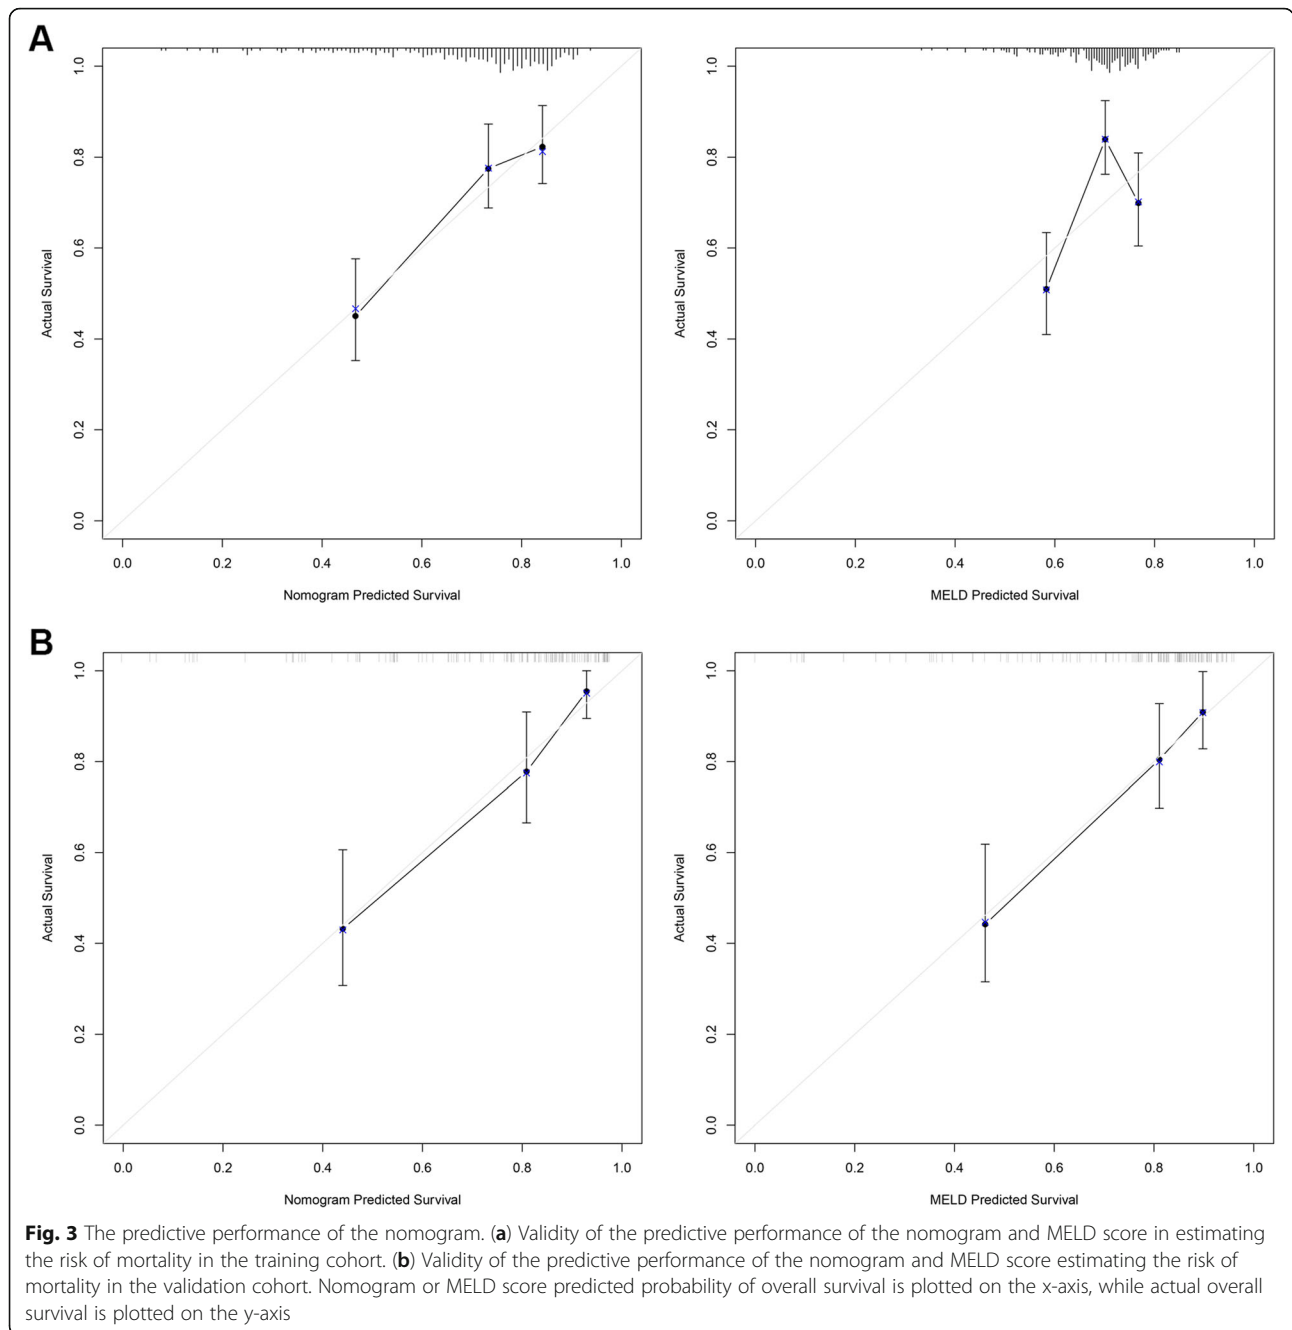 A
1.0
0.8
0.6
0.4
0.2
0.0
Actual Survival
0.0 0.2 0.4 0.6 0.8 1.0
Nomogram Predicted Survival
1.0
0.8
0.6
0.4
0.2
0.0
Actual Survival
0.0 0.2 0.4 0.6 0.8 1.0
MELD Predicted Survival
B
1.0
0.8
0.6
0.4
0.2
0.0
Actual Survival
0.0 0.2 0.4 0.6 0.8 1.0
Nomogram Predicted Survival
1.0
0.8
0.6
0.4
0.2
0.0
Actual Survival
0.0 0.2 0.4 0.6 0.8 1.0
MELD Predicted Survival
Fig. 3 The predictive performance of the nomogram. (a) Validity of the predictive performance of the nomogram and MELD score in estimating
the risk of mortality in the training cohort. (b) Validity of the predictive performance of the nomogram and MELD score estimating the risk of
mortality in the validation cohort. Nomogram or MELD score predicted probability of overall survival is plotted on the x-axis, while actual overall
survival is plotted on the y-axis